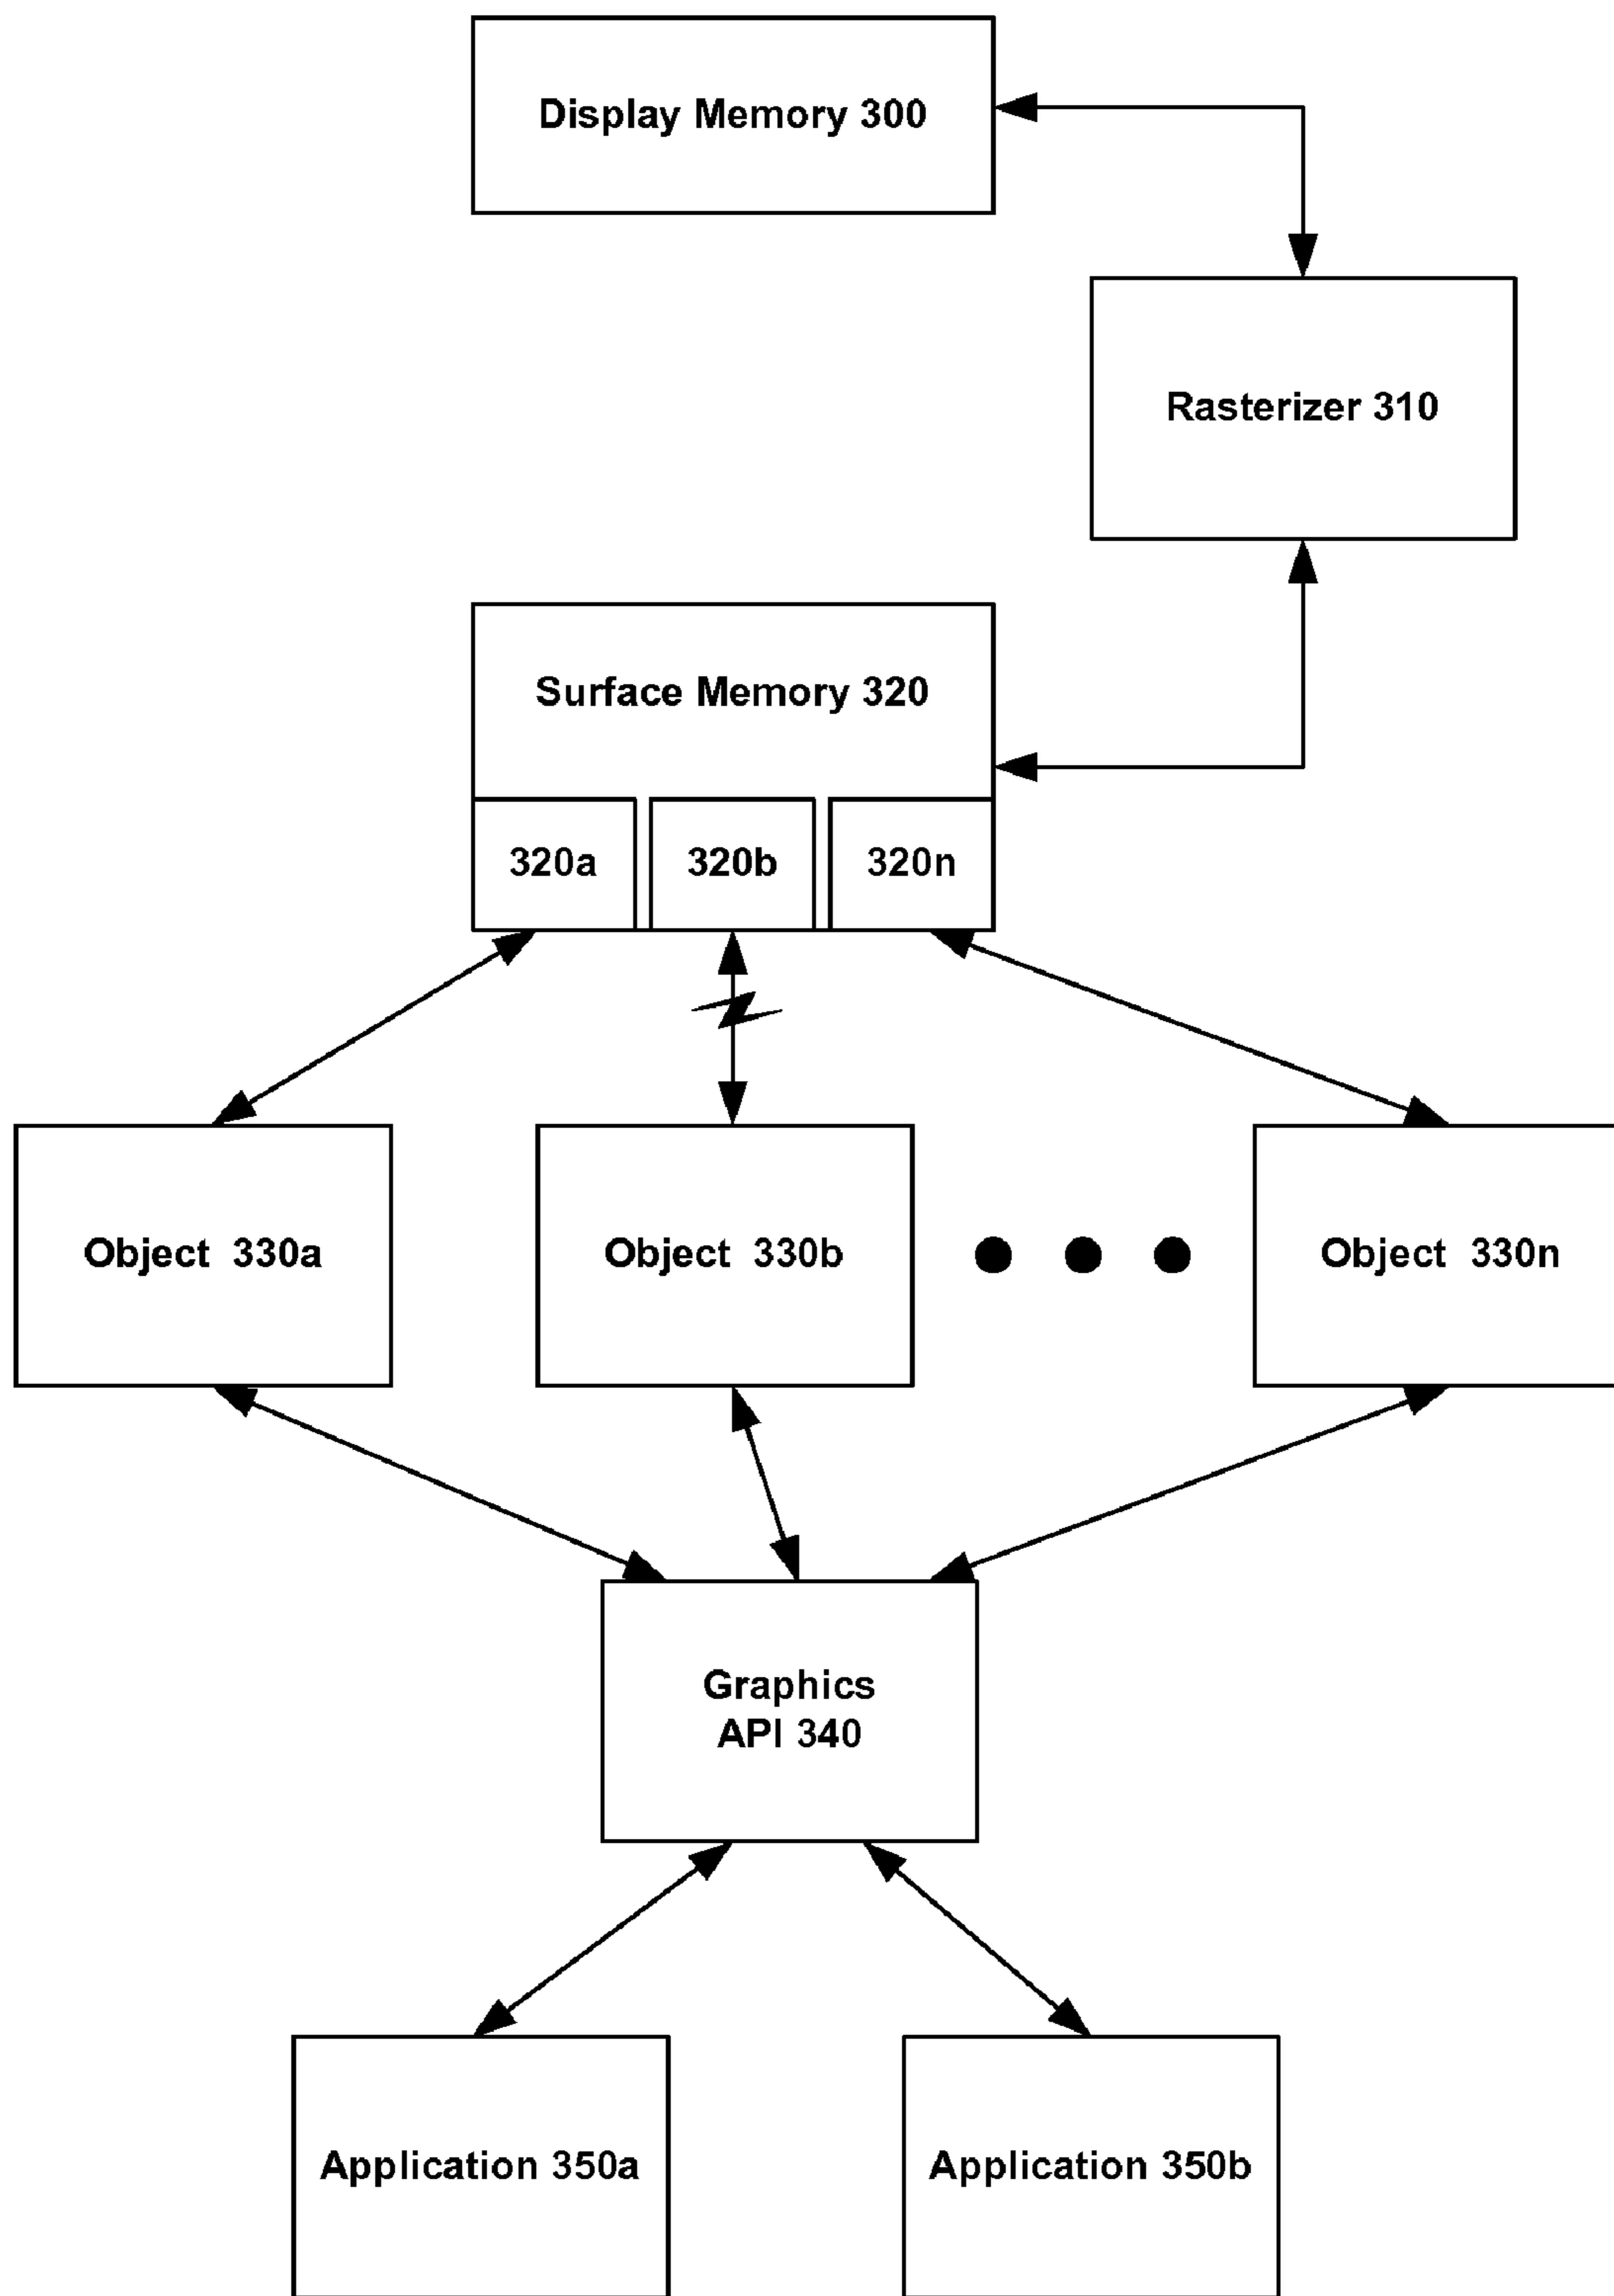 Display Memory 300
Rasterizer 310
Surface Memory 320
320a
320b
320n
Object 330a
Object 330b
Object 330n
Graphics
API 340
Application 350a
Application 350b